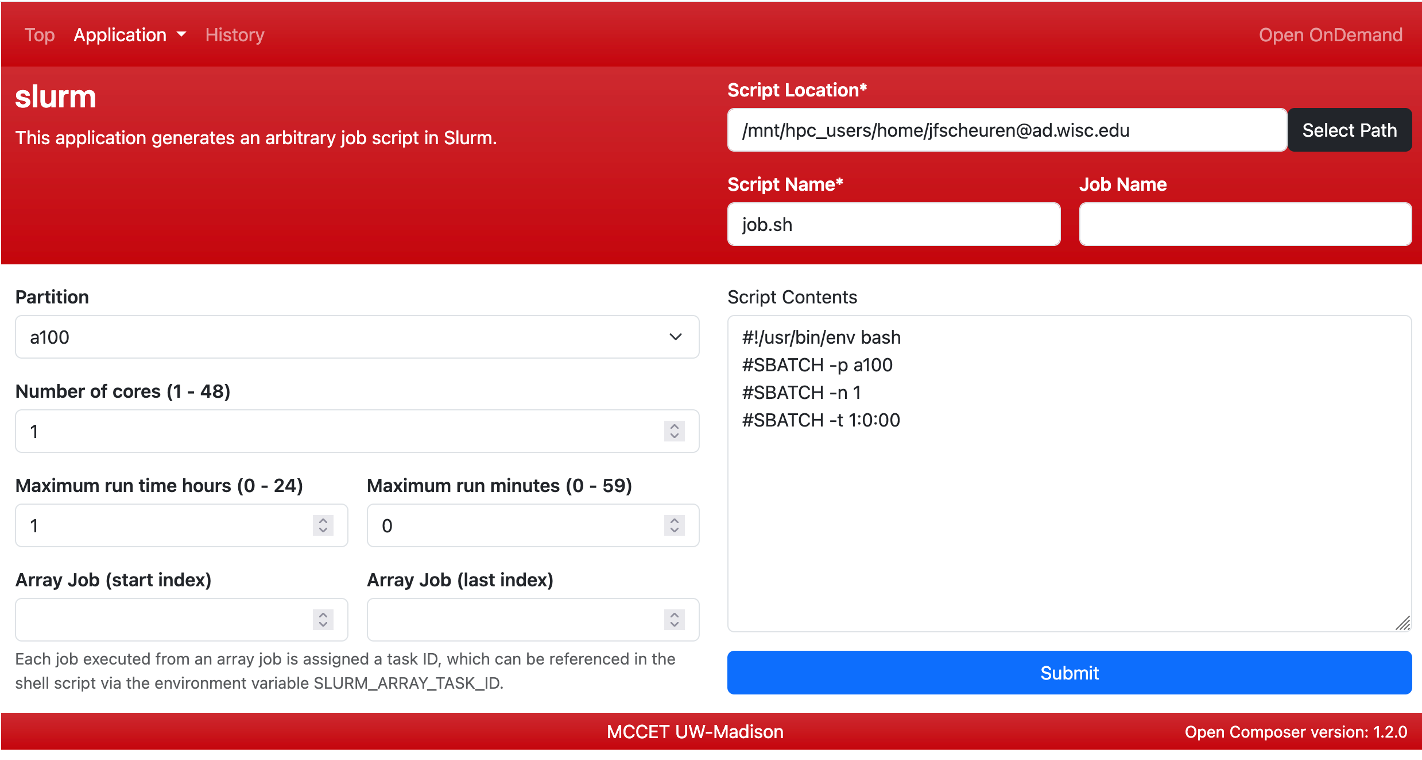 Top Application History Open OnDemand
slurm
This application generates an arbitrary job script in Slurm.
Script Location*
/mnt/hpc_users/home/jfscheuren@ad.wisc.edu Select Path
Script Name* Job Name
job.sh
Partition
a100
Number of cores (1 - 48)
1
Maximum run time hours (0 - 24) Maximum run minutes (0 - 59)
1 0
Array Job (start index) Array Job (last index)
Each job executed from an array job is assigned a task ID, which can be referenced in the
shell script via the environment variable SLURM_ARRAY_TASK_ID.
Script Contents
#!/usr/bin/env bash
#SBATCH -p a100
#SBATCH -n 1
#SBATCH -t 1:0:00
Submit
MCCET UW-Madison Open Composer version: 1.2.0